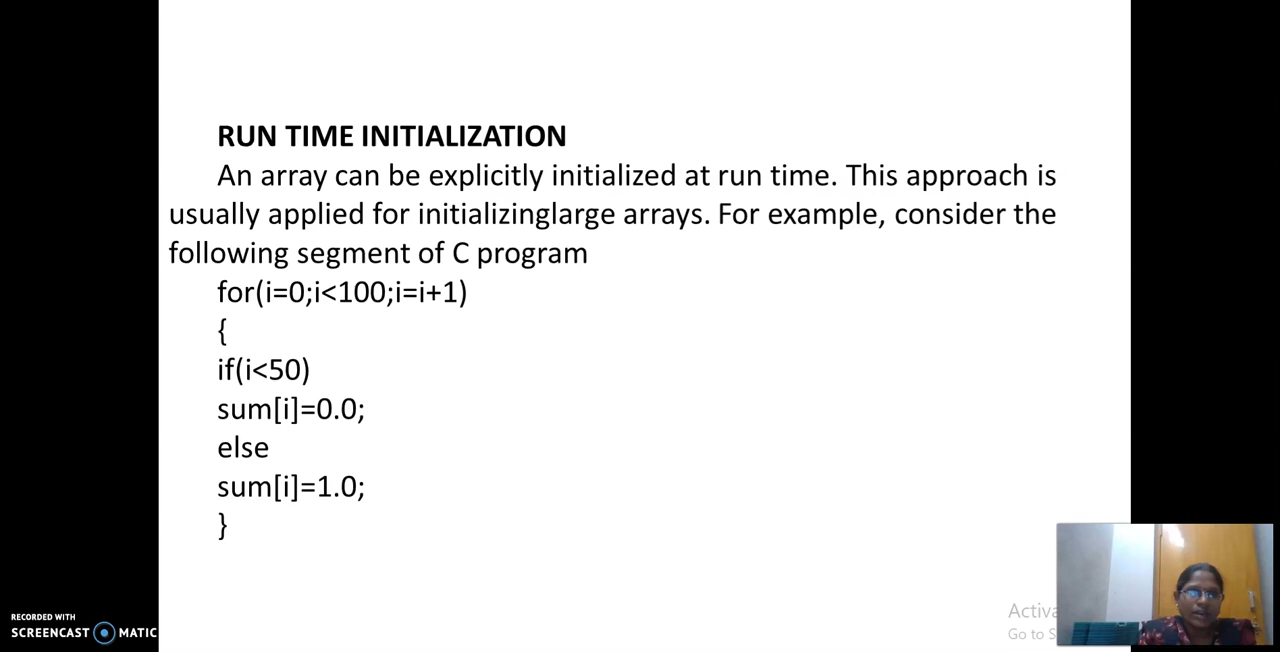 RUN TIME INITIALIZATION
An array can be explicitly initialized at run time. This approach is
usually applied for initializinglarge arrays. For example, consider the
following segment of C program
for(i=0;i<100;i=i+1)
{
if(i<50)
sum[i]=0.0;
else
sum[i]=1.0;
}
RECORDED WITH
SCREENCAST MATIC
Go to